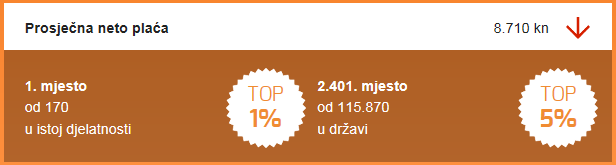 Prosječna neto plaća 8.710 kn
1. mjesto
od 170
u istoj djelatnosti
TOP
1%
2.401. mjesto
od 115.870
u državi
TOP
5%